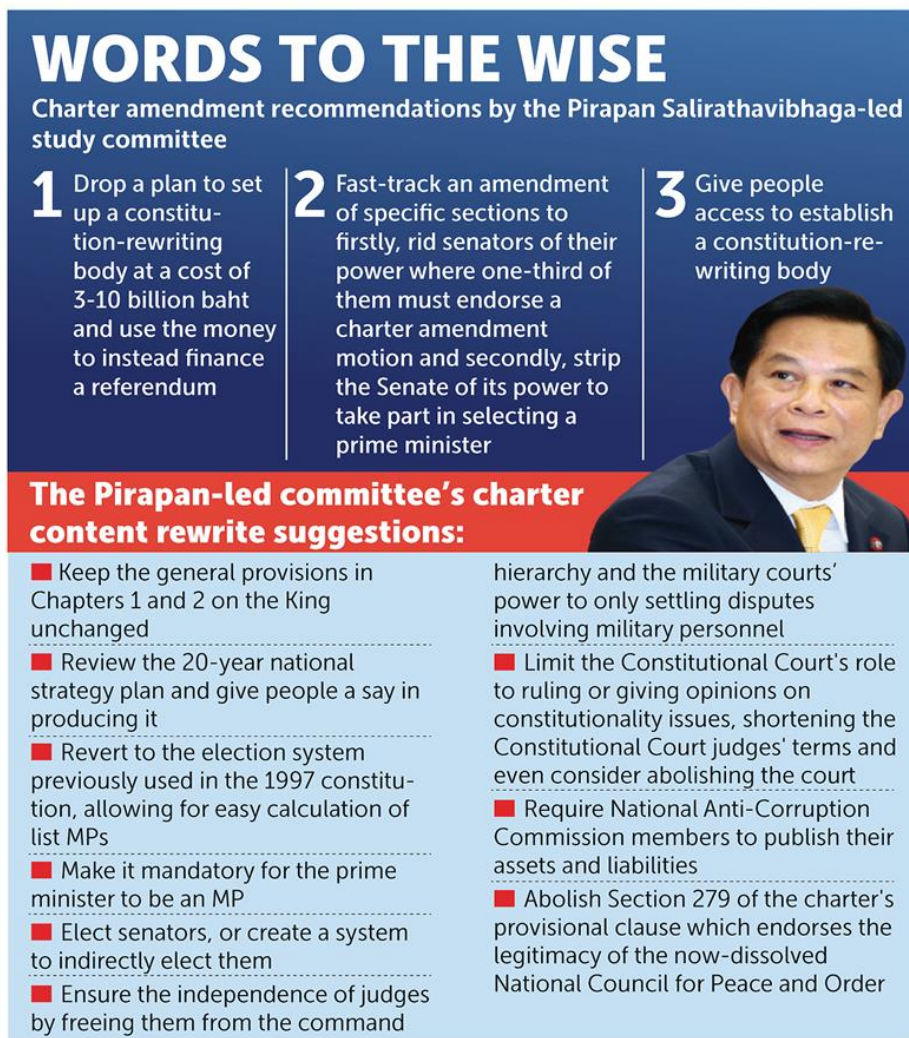 WORDS TO THE WISE
Charter amendment recommendations by the Pirapan Salirathavibhaga-led
study committee
1
Drop a plan to set
up a constitu-
tion-rewriting
body at a cost of
3-10 billion baht
and use the money
to instead finance
a referendum
2
Fast-track an amendment
of specific sections to
firstly, rid senators of their
power where one-third of
them must endorse a
charter amendment
motion and secondly, strip
the Senate of its power to
take part in selecting a
prime minister
3
Give people
access to establish
a constitution-re-
writing body
The Pirapan-led committee's charter
content rewrite suggestions:
Keep the general provisions in
Chapters 1 and 2 on the King
unchanged
Review the 20-year national
strategy plan and give people a say in
producing it
Revert to the election system
previously used in the 1997 constitu-
tion, allowing for easy calculation of
list MPs
Make it mandatory for the prime
minister to be an MP
Elect senators, or create a system
to indirectly elect them
Ensure the independence of judges
by freeing them from the command
hierarchy and the military courts'
power to only settling disputes
involving military personnel
Limit the Constitutional Court's role
to ruling or giving opinions on
constitutionality issues, shortening the
Constitutional Court judges' terms and
even consider abolishing the court
Require National Anti-Corruption
Commission members to publish their
assets and liabilities
Abolish Section 279 of the charter's
provisional clause which endorses the
legitimacy of the now-dissolved
National Council for Peace and Order